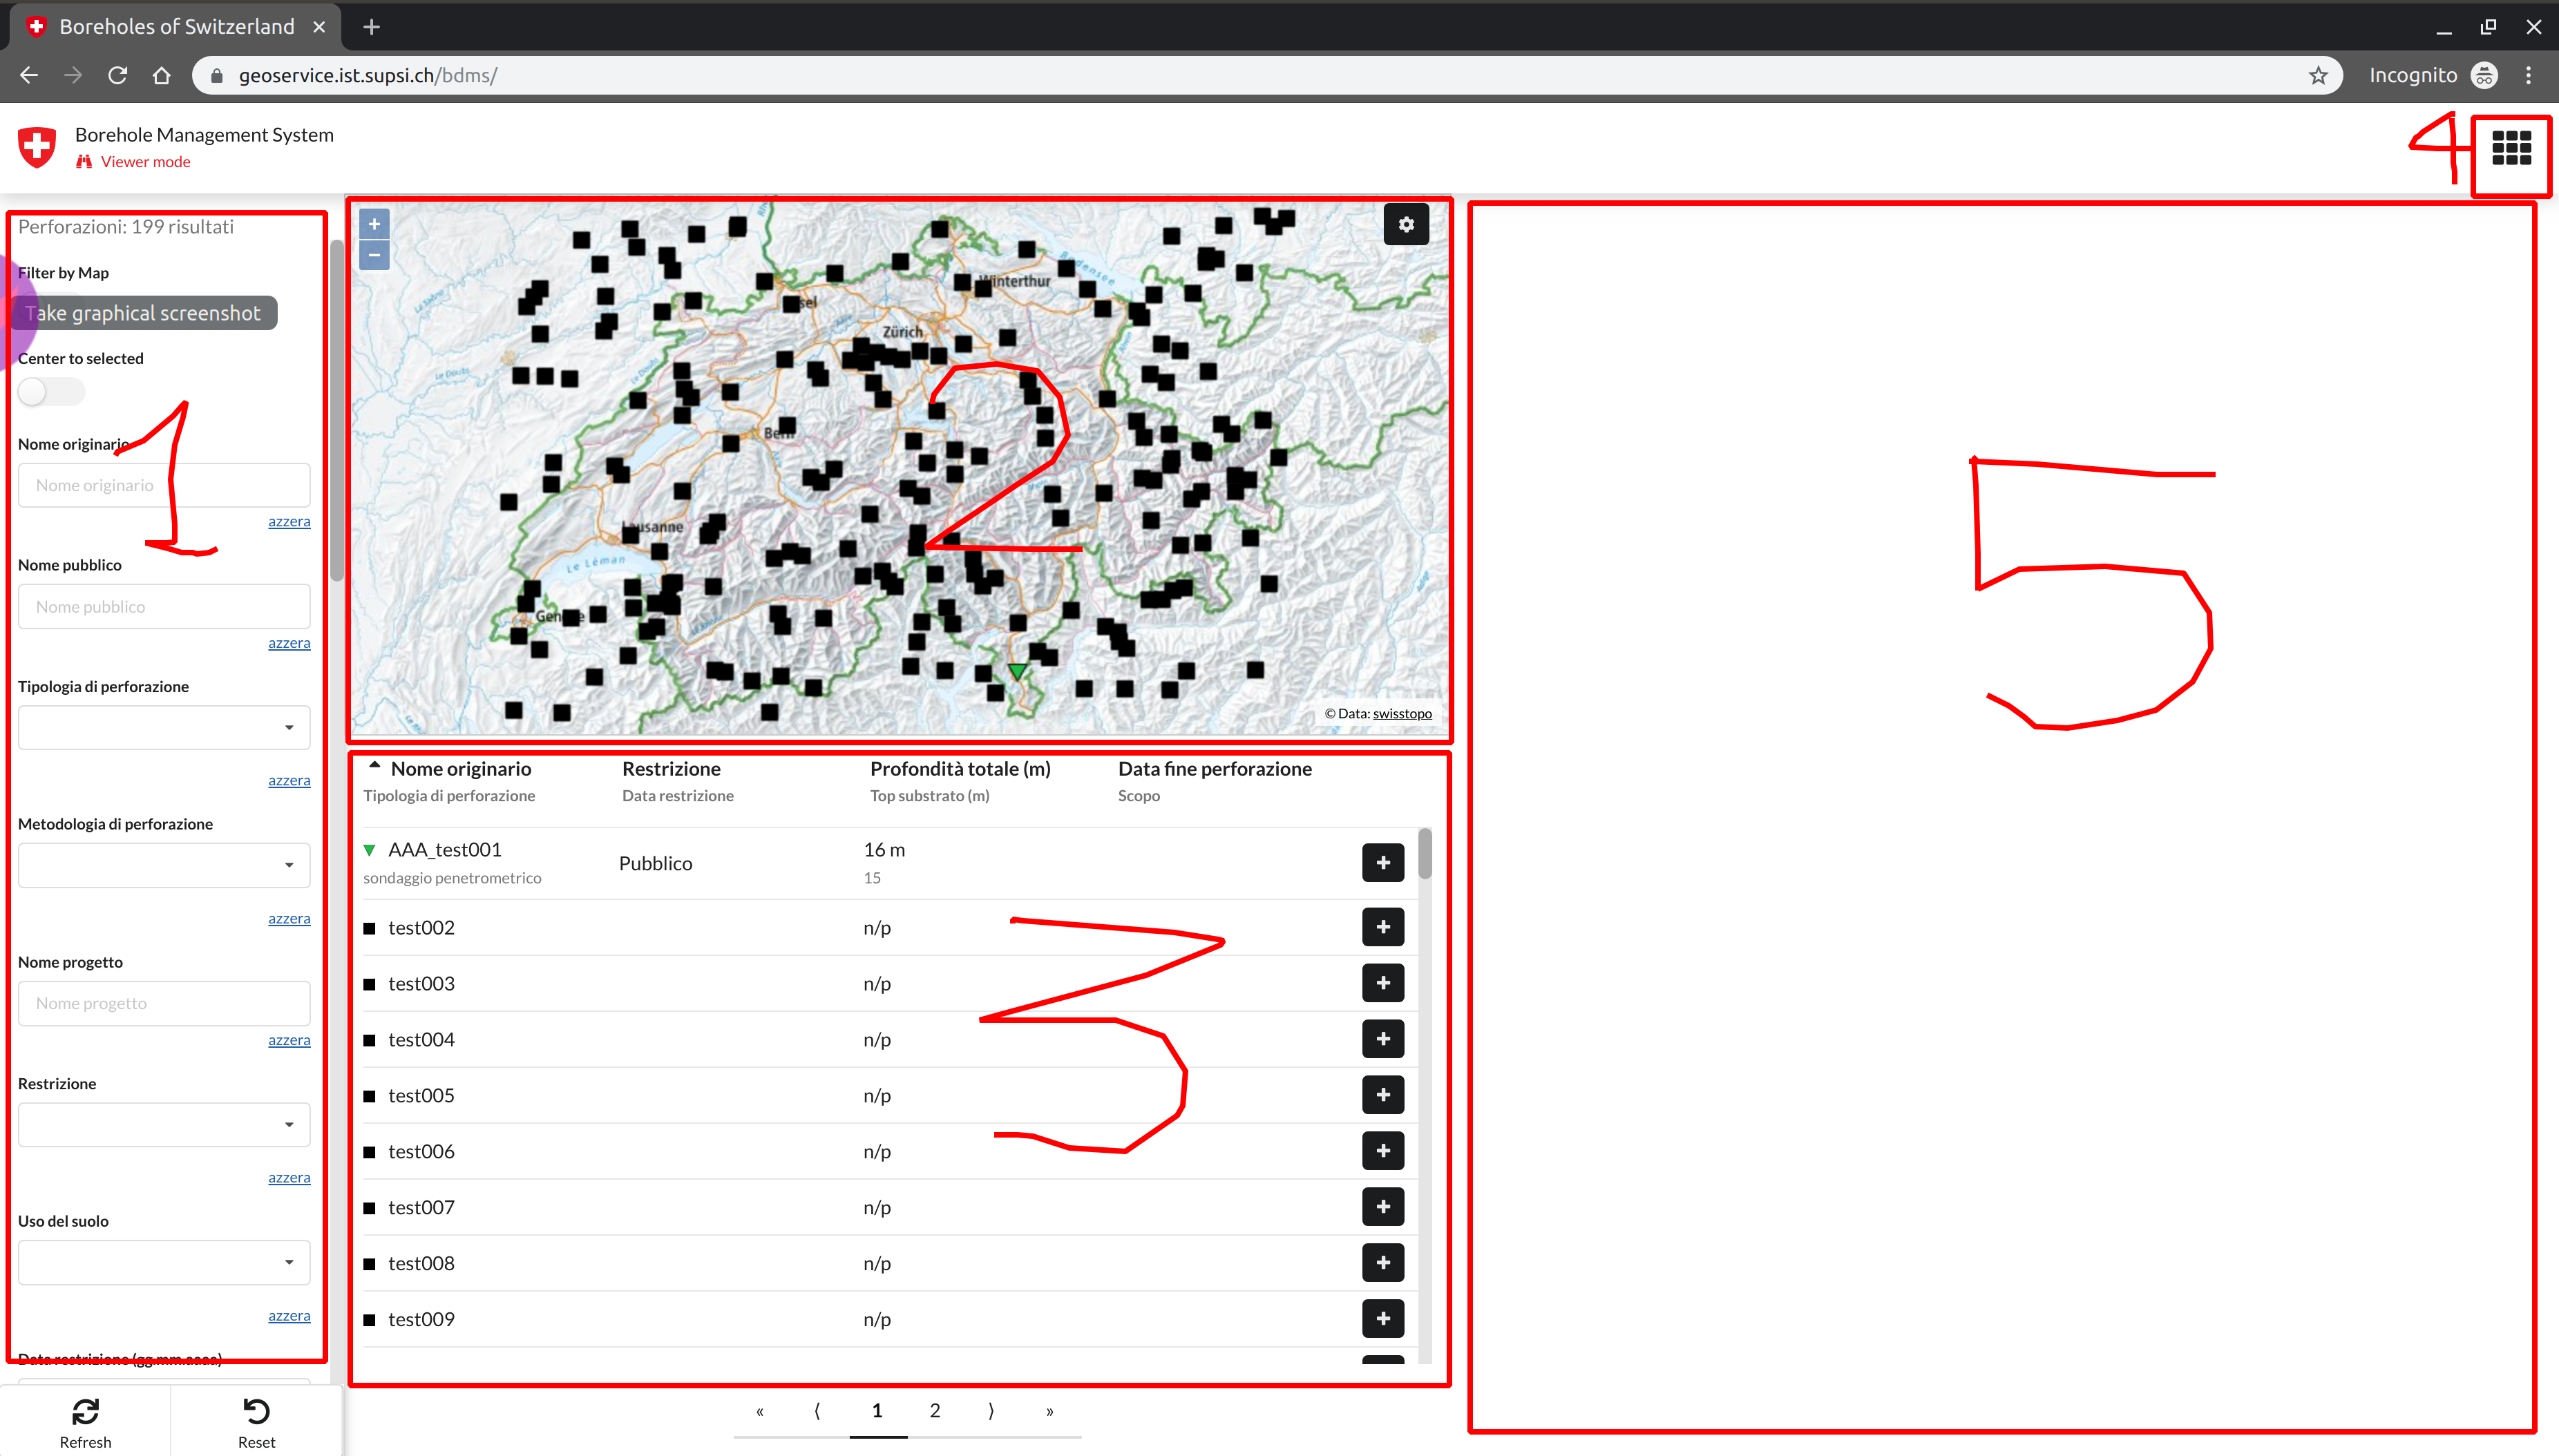 Boreholes of Switzerland
geoservice.ist.supsi.ch/bdms/
Incognito
Borehole Management System
Viewer mode
4
Perforazioni: 199 risultati
Filter by Map
Take graphical screenshot
Center to selected
1
Nome originario
Nome originario
azzera
Nome pubblico
Nome pubblico
azzera
Tipologia di perforazione
azzera
Metodologia di perforazione
azzera
Nome progetto
Nome progetto
azzera
Restrizione
azzera
Uso del suolo
azzera
Data restrizione (gg.mm.aaaa)
Refresh
Reset
+
−
Bodensee
Winterthur
Zürich
Bern
Lausanne
Le Léman
Le Doubs
2
© Data: swisstopo
Nome originario Restrizione Profondità totale (m) Data fine perforazione
Tipologia di perforazione Data restrizione Top substrato (m) Scopo
AAA_test001 Pubblico 16 m
sondaggio penetrometrico 15
test002 n/p
test003 n/p
test004 n/p
test005 n/p
test006 n/p
test007 n/p
test008 n/p
test009 n/p
3
« ⟨ 1 2 ⟩ »
5